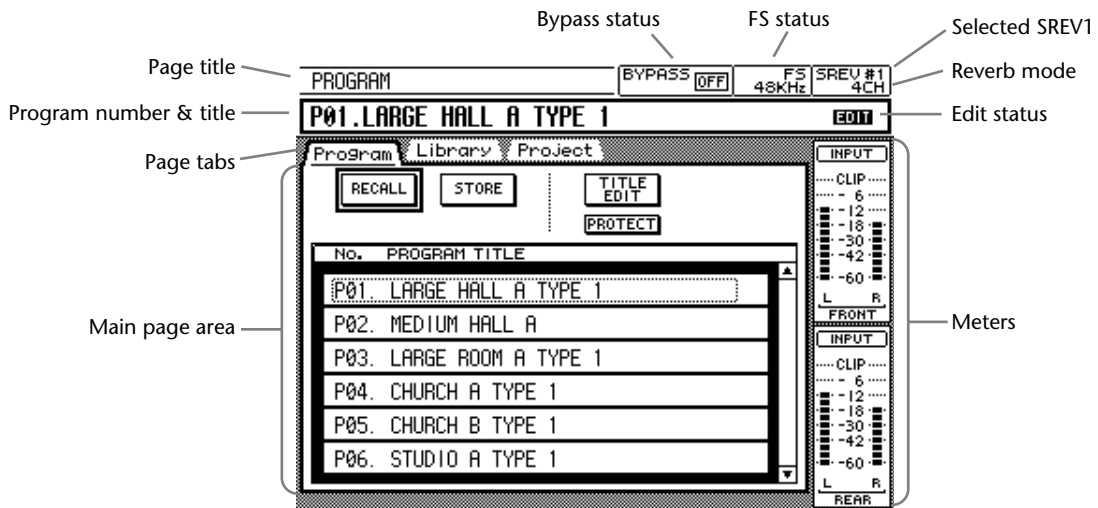 Bypass status
FS status
Selected SREV1
Page title
PROGRAM
BYPASS OFF
FS
48KHz
SREV #1
4CH
Reverb mode
Program number & title
P01.LARGE HALL A TYPE 1
EDIT
Edit status
Page tabs
Program
Library
Project
RECALL
STORE
TITLE
EDIT
PROTECT
No. PROGRAM TITLE
P01. LARGE HALL A TYPE 1
P02. MEDIUM HALL A
P03. LARGE ROOM A TYPE 1
P04. CHURCH A TYPE 1
P05. CHURCH B TYPE 1
P06. STUDIO A TYPE 1
Main page area
INPUT
CLIP
- 6
-12
-18
-30
-42
-60
L R
FRONT
INPUT
CLIP
- 6
-12
-18
-30
-42
-60
L R
REAR
Meters